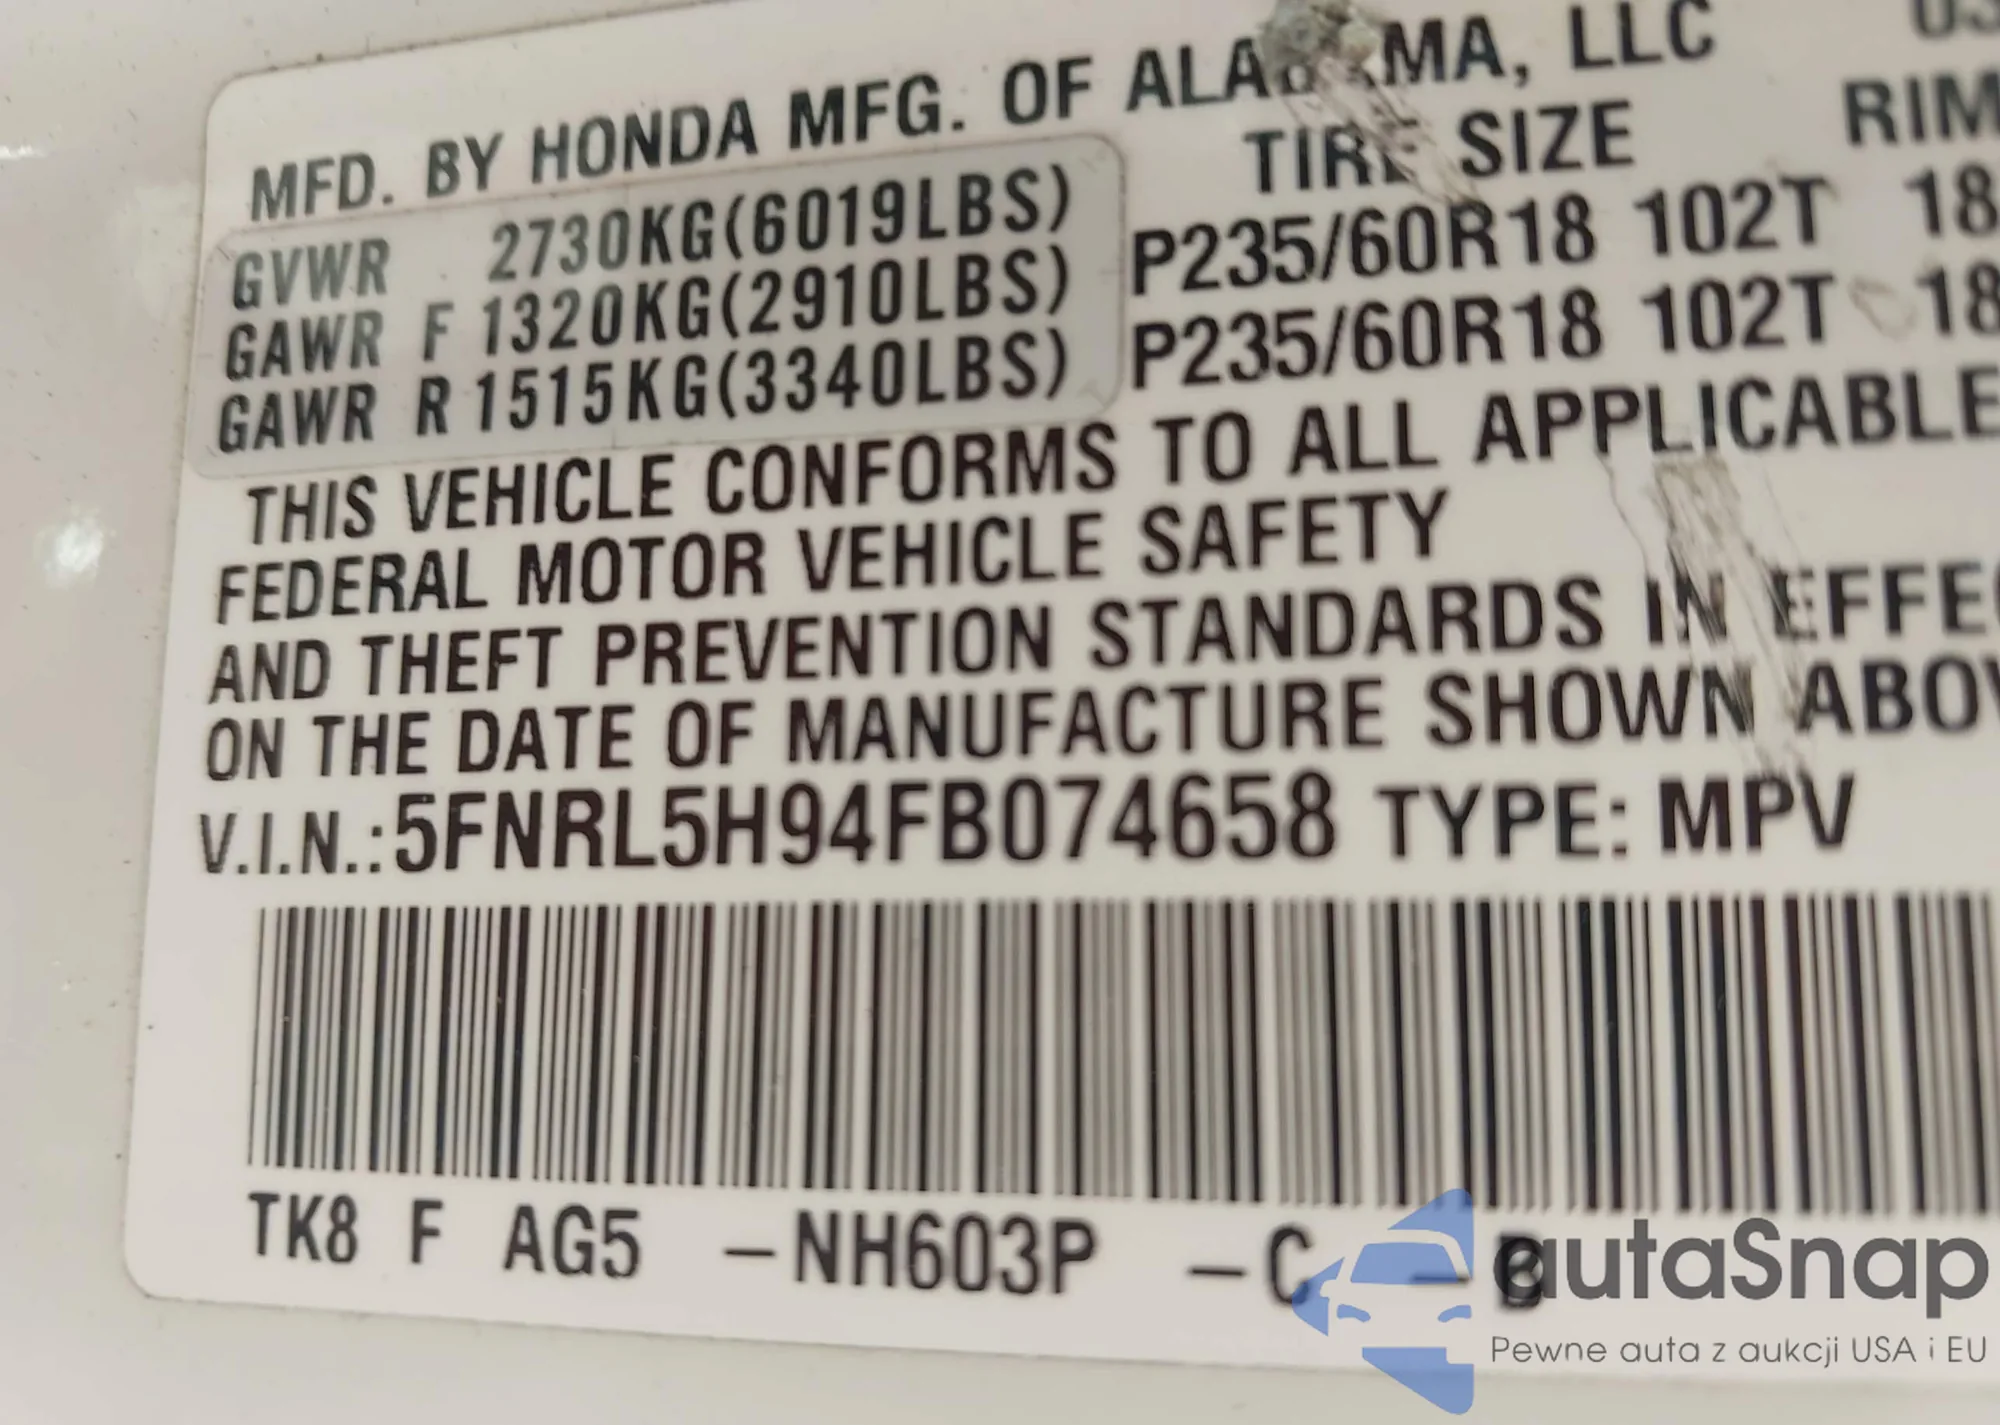 MFD. BY HONDA MFG. OF ALABAMA, LLC
TIRE SIZE RIM
GVWR 2730KG(6019LBS) P235/60R18 102T 18
GAWR F 1320KG(2910LBS) P235/60R18 102T 18
GAWR R 1515KG(3340LBS)
THIS VEHICLE CONFORMS TO ALL APPLICABLE
FEDERAL MOTOR VEHICLE SAFETY
AND THEFT PREVENTION STANDARDS IN EFFE
ON THE DATE OF MANUFACTURE SHOWN ABO
V.I.N.:5FNRL5H94FB074658 TYPE: MPV
TK8 F AG5 -NH603P -C -B
autaSnap
Pewne auta z aukcji USA i EU